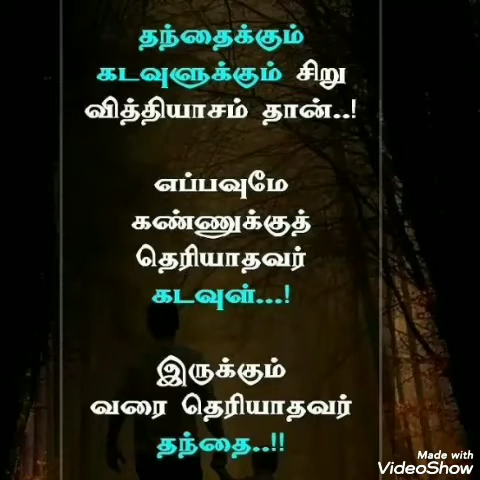 தந்தைக்கும்
கடவுளுக்கும் சிறு
வித்தியாசம் தான்..!
எப்பவுமே
கண்ணுக்குத்
தெரியாதவர்
கடவுள்...!
இருக்கும்
வரை தெரியாதவர்
தந்தை..!!
Made with
VideoShow